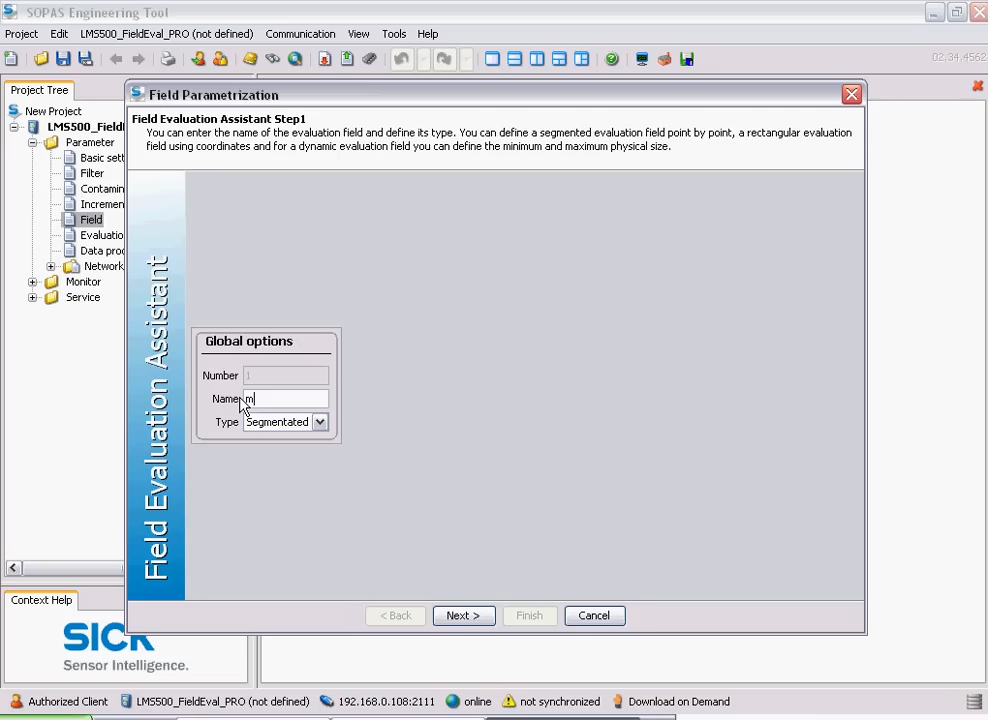 SOPAS Engineering Tool
Project Edit LMS500_FieldEval_PRO (not defined) Communication View Tools Help
02,34,4562
Project Tree
New Project
LMS500_Field
Parameter
Basic set
Filter
Contamin
Incremen
Field
Evaluatio
Data proc
Network
Monitor
Service
Field Parametrization
Field Evaluation Assistant Step1
You can enter the name of the evaluation field and define its type. You can define a segmented evaluation field point by point, a rectangular evaluation
field using coordinates and for a dynamic evaluation field you can define the minimum and maximum physical size.
Field Evaluation Assistant
Global options
Number 1
Name m
Type Segmentated
< Back Next > Finish Cancel
Context Help
SICK
Sensor Intelligence.
Authorized Client LMS500_FieldEval_PRO (not defined) 192.168.0.108:2111 online not synchronized Download on Demand